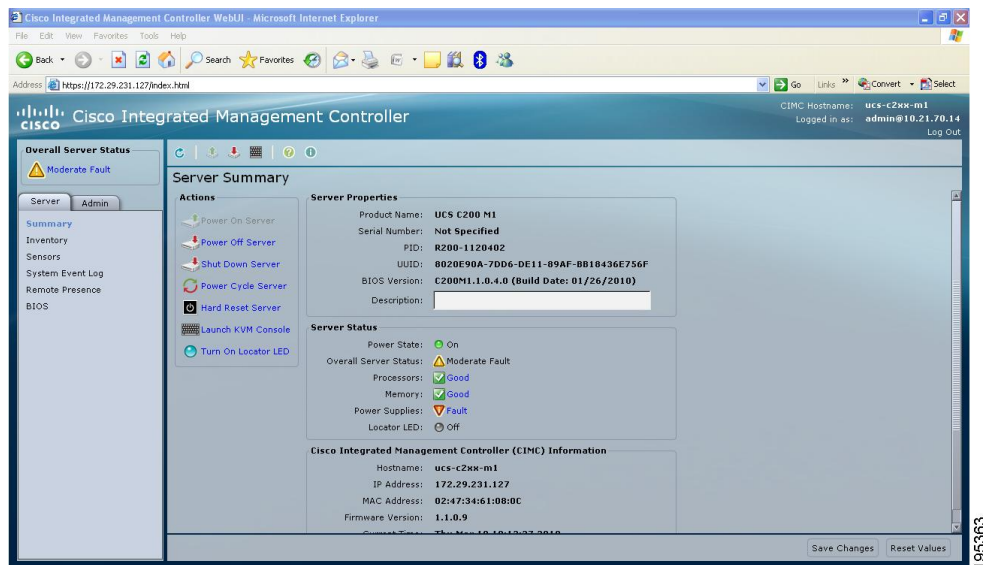 Cisco Integrated Management Controller WebUI - Microsoft Internet Explorer
File Edit View Favorites Tools Help
Back Search Favorites
Address https://172.29.231.127/index.html Go Links » Convert Select
CISCO Cisco Integrated Management Controller
CIMC Hostname: ucs-c2xx-m1
Logged in as: admin@10.21.70.14
Log Out
Overall Server Status
Moderate Fault
Server Admin
Summary
Inventory
Sensors
System Event Log
Remote Presence
BIOS
Server Summary
Actions
Power On Server
Power Off Server
Shut Down Server
Power Cycle Server
Hard Reset Server
Launch KVM Console
Turn On Locator LED
Server Properties
Product Name: UCS C200 M1
Serial Number: Not Specified
PID: R200-1120402
UUID: 8020E90A-7DD6-DE11-89AF-BB18436E756F
BIOS Version: C200M1.1.0.4.0 (Build Date: 01/26/2010)
Description:
Server Status
Power State: On
Overall Server Status: Moderate Fault
Processors: Good
Memory: Good
Power Supplies: Fault
Locator LED: Off
Cisco Integrated Management Controller (CIMC) Information
Hostname: ucs-c2xx-m1
IP Address: 172.29.231.127
MAC Address: 02:47:34:61:08:0C
Firmware Version: 1.1.0.9
Current Time:
Save Changes Reset Values
195363